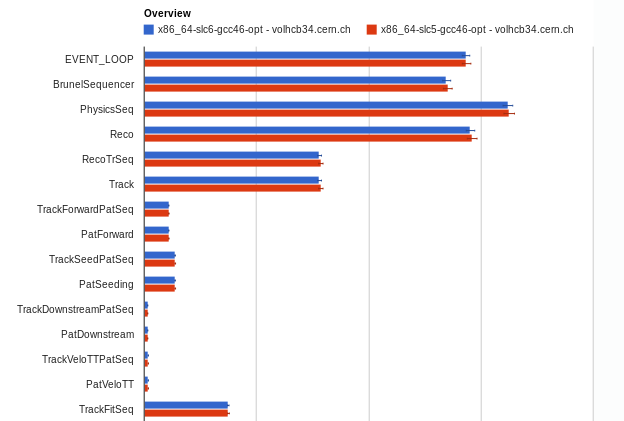 Overview
x86_64-slc6-gcc46-opt - volhcb34.cern.ch x86_64-slc5-gcc46-opt - volhcb34.cern.ch
EVENT_LOOP
BrunelSequencer
PhysicsSeq
Reco
RecoTrSeq
Track
TrackForwardPatSeq
PatForward
TrackSeedPatSeq
PatSeeding
TrackDownstreamPatSeq
PatDownstream
TrackVeloTTPatSeq
PatVeloTT
TrackFitSeq